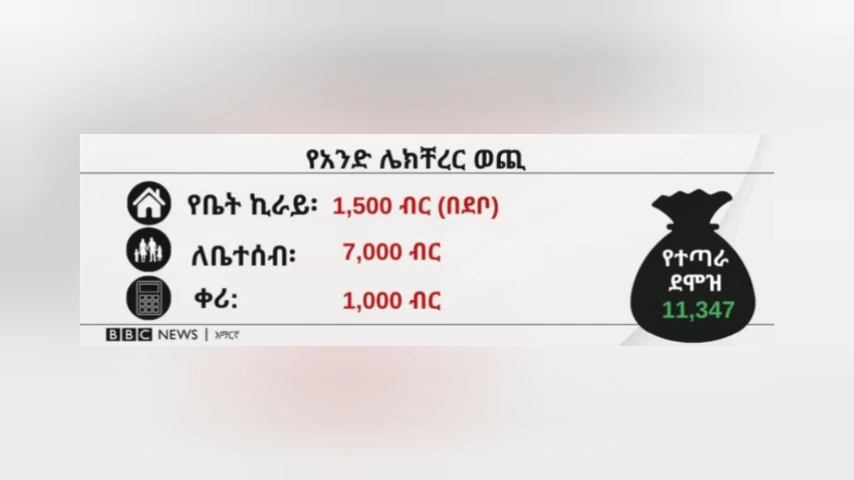 የአንድ ሌክቸረር ወጪ
የቤት ኪራይ፡ 1,500 ብር (በደቦ)
ለቤተሰብ፡ 7,000 ብር
ቀሪ: 1,000 ብር
የተጣራ
ደሞዝ
11,347
BBC NEWS | አማርኛ